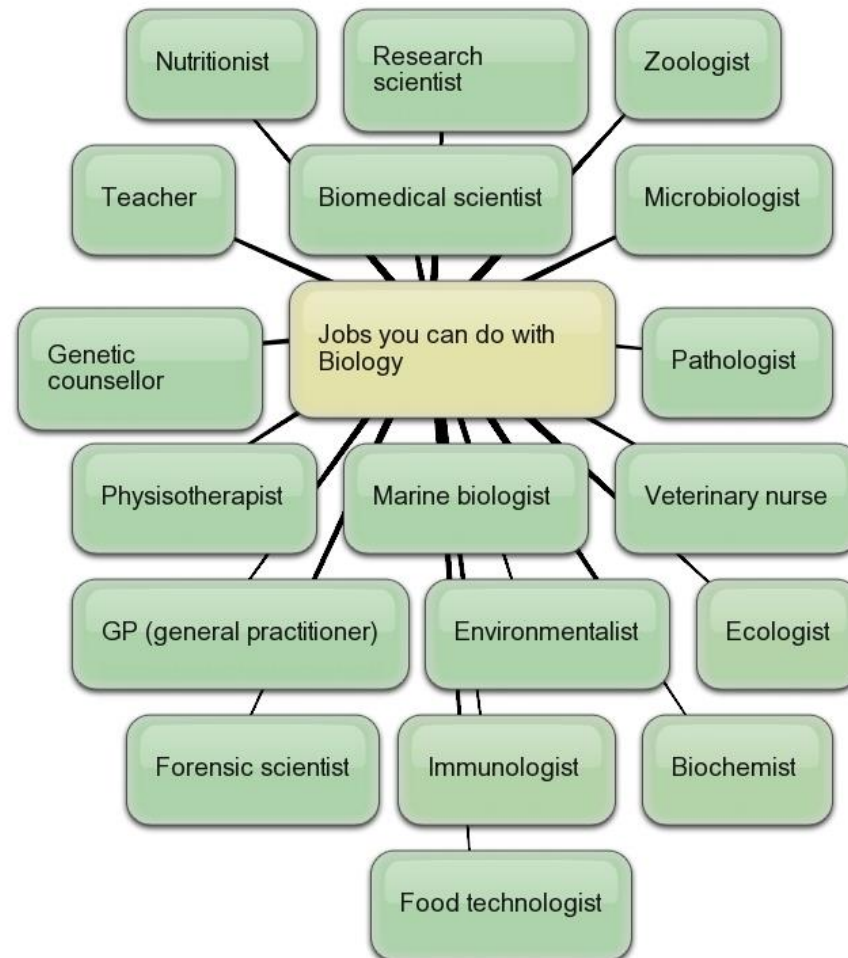 Nutritionist
Research
scientist
Zoologist
Teacher
Biomedical scientist
Microbiologist
Jobs you can do with
Biology
Genetic
counsellor
Pathologist
Physisotherapist
Marine biologist
Veterinary nurse
GP (general practitioner)
Environmentalist
Ecologist
Forensic scientist
Immunologist
Biochemist
Food technologist